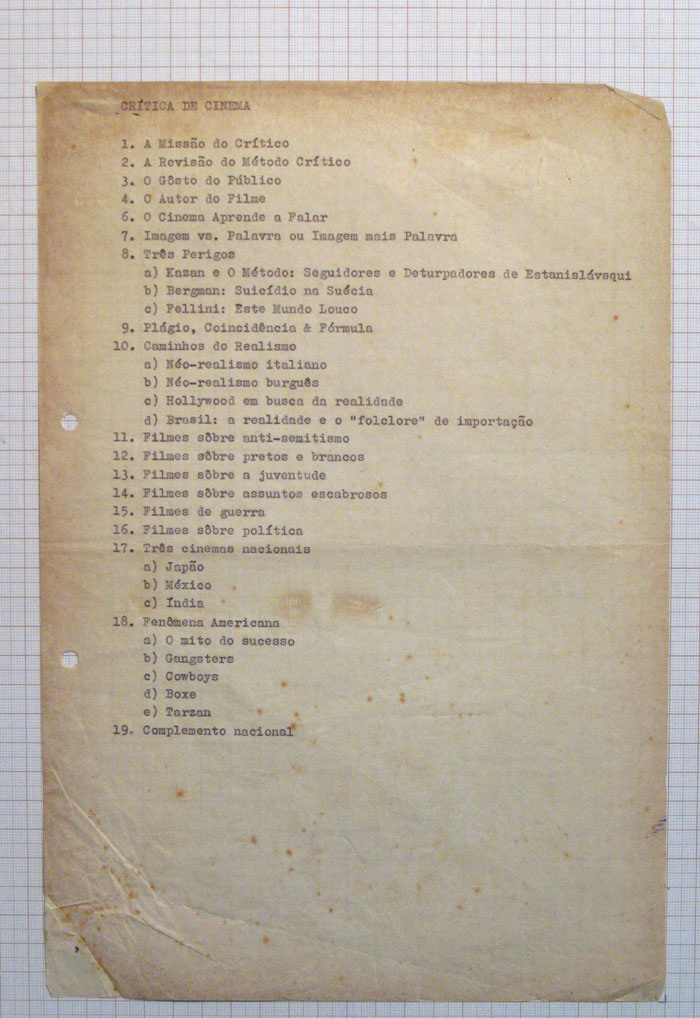 CRÍTICA DE CINEMA
1. A Missão do Crítico
2. A Revisão do Método Crítico
3. O Gôsto do Público
4. O Autor do Filme
6. O Cinema Aprende a Falar
7. Imagem vs. Palavra ou Imagem mais Palavra
8. Três Perigos
a) Kazan e O Método: Seguidores e Deturpadores de Estanislávsqui
b) Bergman: Suicídio na Suécia
c) Fellini: Êste Mundo Louco
9. Plágio, Coincidência & Fórmula
10. Caminhos do Realismo
a) Néo-realismo italiano
b) Néo-realismo burguês
c) Hollywood em busca da realidade
d) Brasil: a realidade e o "folclore" de importação
11. Filmes sôbre anti-semitismo
12. Filmes sôbre pretos e brancos
13. Filmes sôbre a juventude
14. Filmes sôbre assuntos escabrosos
15. Filmes de guerra
16. Filmes sôbre política
17. Três cinemas nacionais
a) Japão
b) México
c) Índia
18. Fenômena Americana
a) O mito do sucesso
b) Gangsters
c) Cowboys
d) Boxe
e) Tarzan
19. Complemento nacional